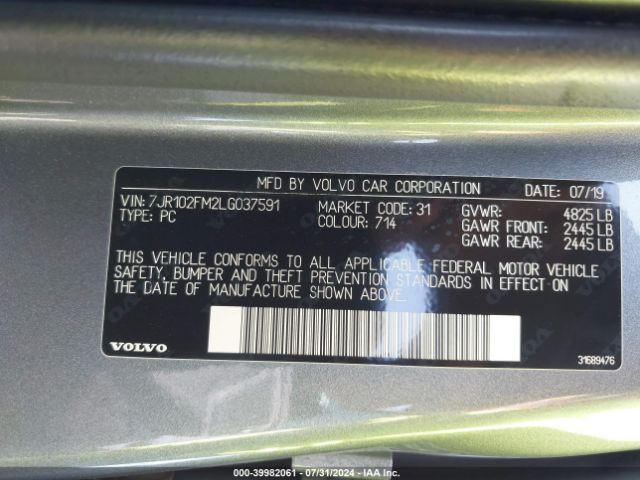 MFD BY VOLVO CAR CORPORATION DATE: 07/19
VIN: 7JR102FM2LG037591 MARKET CODE: 31 GVWR: 4825 LB
TYPE: PC COLOUR: 714 GAWR FRONT: 2445 LB
GAWR REAR: 2445 LB
THIS VEHICLE CONFORMS TO ALL APPLICABLE FEDERAL MOTOR VEHICLE
SAFETY, BUMPER AND THEFT PREVENTION STANDARDS IN EFFECT ON
THE DATE OF MANUFACTURE SHOWN ABOVE.
VOLVO 31689476
000-39982061 - 07/31/2024 - IAA Inc.